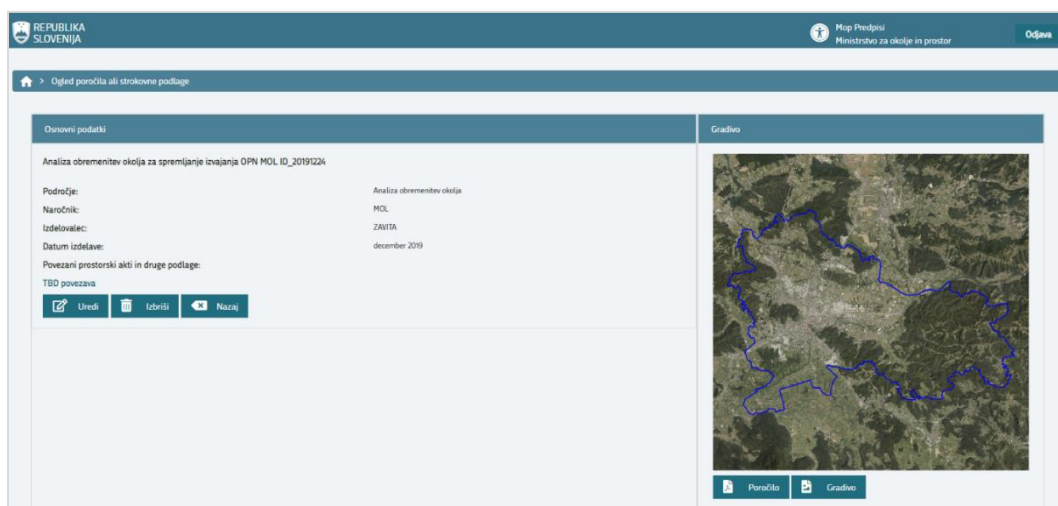 REPUBLIKA
SLOVENIJA
Mop Predpisi
Ministrstvo za okolje in prostor
Odjava
> Ogled poročila ali strokovne podlage
Osnovni podatki
Analiza obremenitev okolja za spremljanje izvajanja OPN MOL ID_20191224
Področje: Analiza obremenitev okolja
Naročnik: MOL
Izdelovalec: ZAVITA
Datum izdelave: december 2019
Povezani prostorski akti in druge podlage:
TBD povezava
Uredi Izbriši Nazaj
Gradivo
Poročilo Gradivo